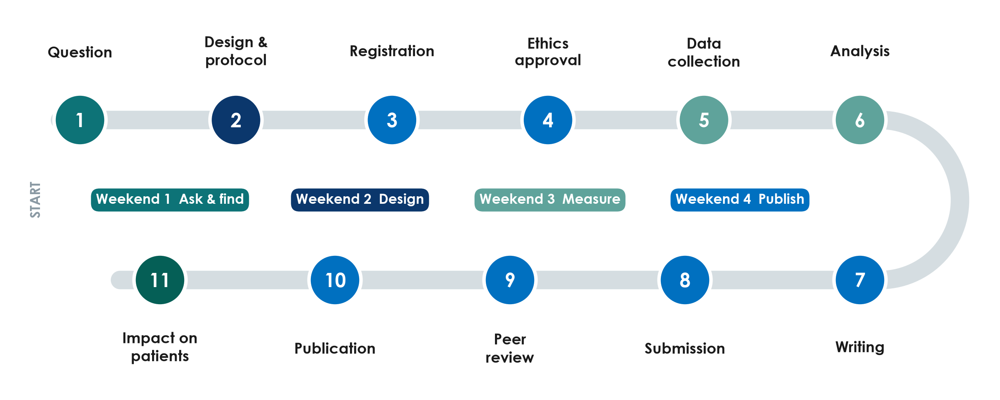 Question
Design &
protocol
Registration
Ethics
approval
Data
collection
Analysis
1
2
3
4
5
6
START
Weekend 1 Ask & find
Weekend 2 Design
Weekend 3 Measure
Weekend 4 Publish
11
10
9
8
7
Impact on
patients
Publication
Peer
review
Submission
Writing